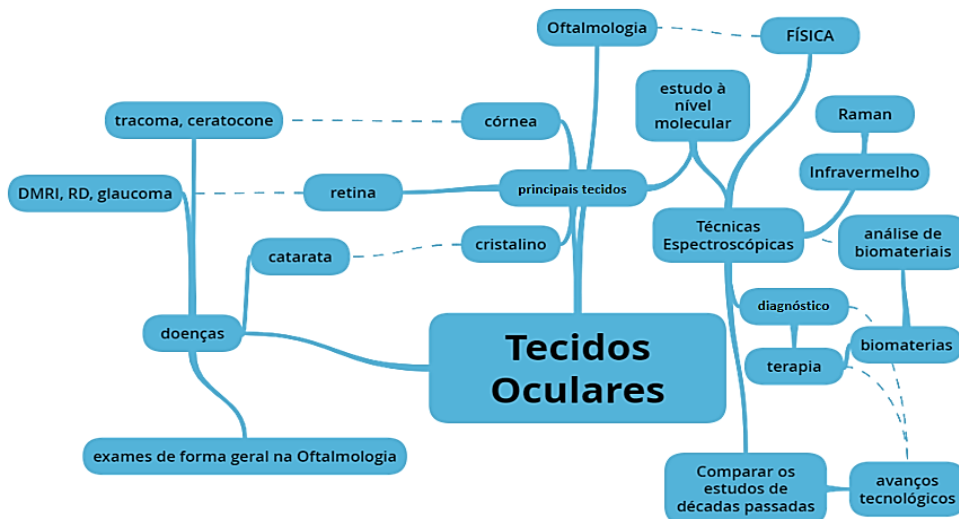 Oftalmologia
FÍSICA
estudo à
nível
molecular
tracoma, ceratocone
córnea
Raman
Infravermelho
DMRI, RD, glaucoma
retina
principais tecidos
Técnicas
Espectroscópicas
análise de
biomateriais
catarata
cristalino
diagnóstico
doenças
Tecidos
Oculares
terapia
biomaterias
exames de forma geral na Oftalmologia
Comparar os
estudos de
décadas passadas
avanços
tecnológicos